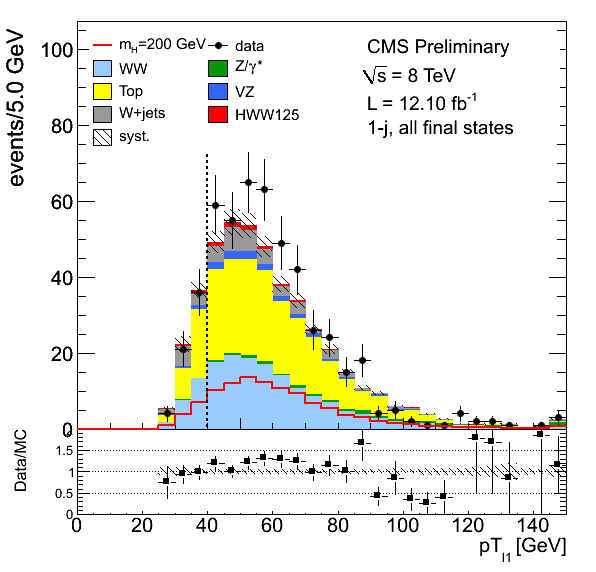 events/5.0 GeV
100
80
60
40
20
0
m_H=200 GeV
data
WW
Z/γ*
Top
VZ
W+jets
HWW125
syst.
CMS Preliminary
√s = 8 TeV
L = 12.10 fb⁻¹
1-j, all final states
Data/MC
1.5
1
0.5
0
0 20 40 60 80 100 120 140
pT_l1 [GeV]